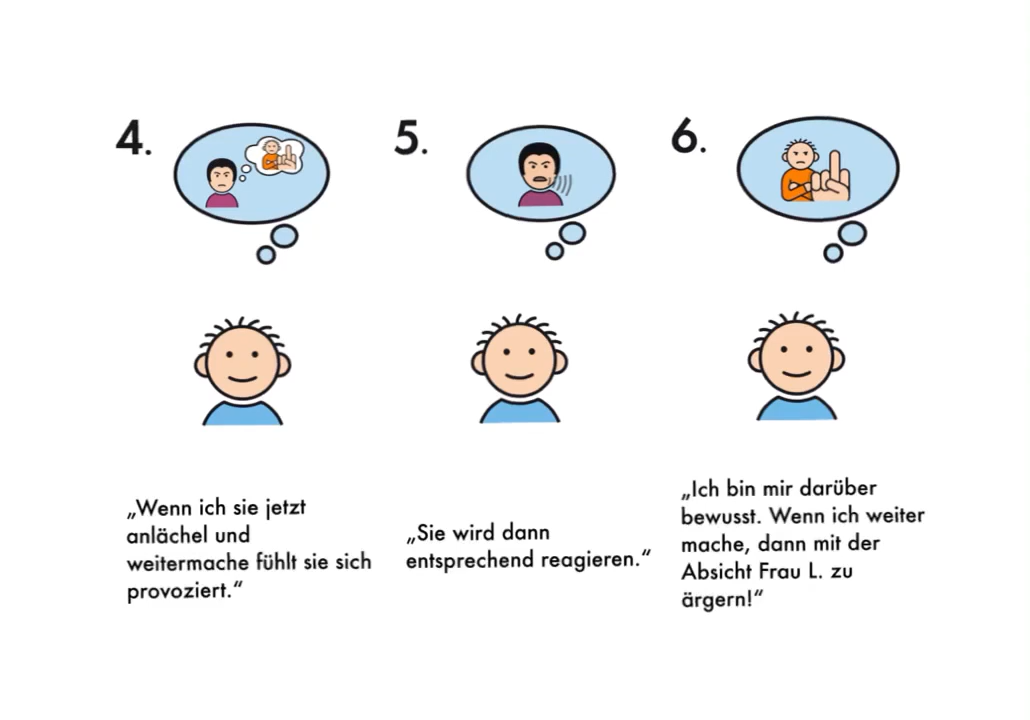 4.
„Wenn ich sie jetzt
anlächel und
weitermache fühlt sie sich
provoziert.“
5.
„Sie wird dann
entsprechend reagieren.“
6.
„Ich bin mir darüber
bewusst. Wenn ich weiter
mache, dann mit der
Absicht Frau L. zu
ärgern!“